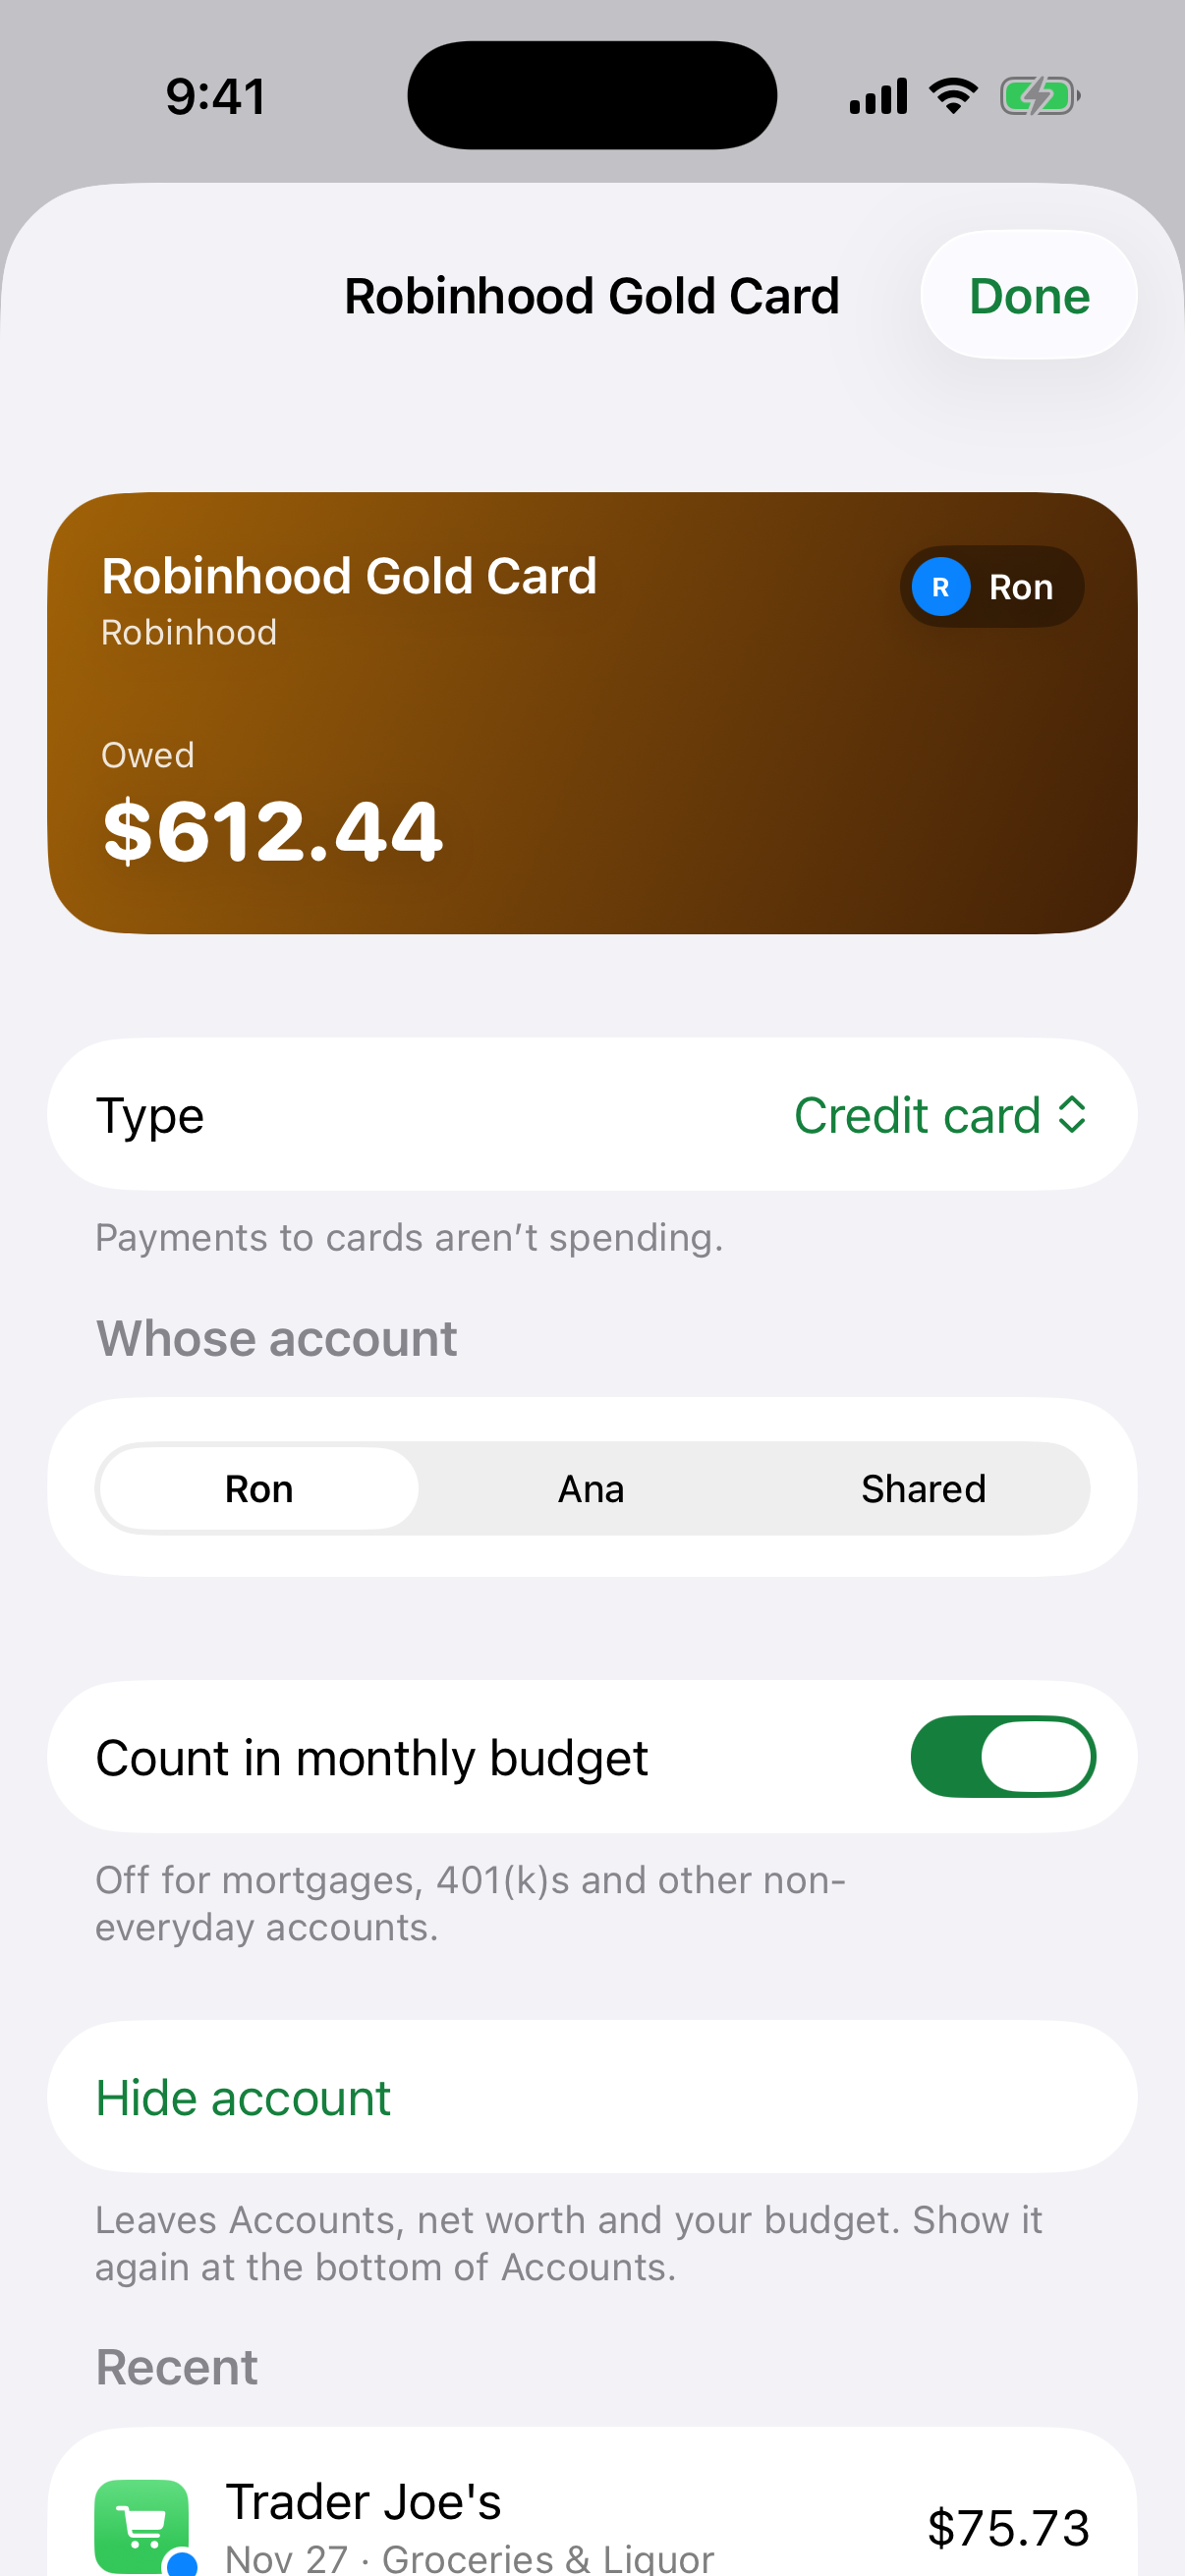 9:41
Robinhood Gold Card
Done
Robinhood Gold Card
R
Ron
Robinhood
Owed
$612.44
Type
Credit card
Payments to cards aren’t spending.
Whose account
Ron
Ana
Shared
Count in monthly budget
Off for mortgages, 401(k)s and other non-
everyday accounts.
Hide account
Leaves Accounts, net worth and your budget. Show it
again at the bottom of Accounts.
Recent
Trader Joe's
$75.73
Nov 27 · Groceries & Liquor